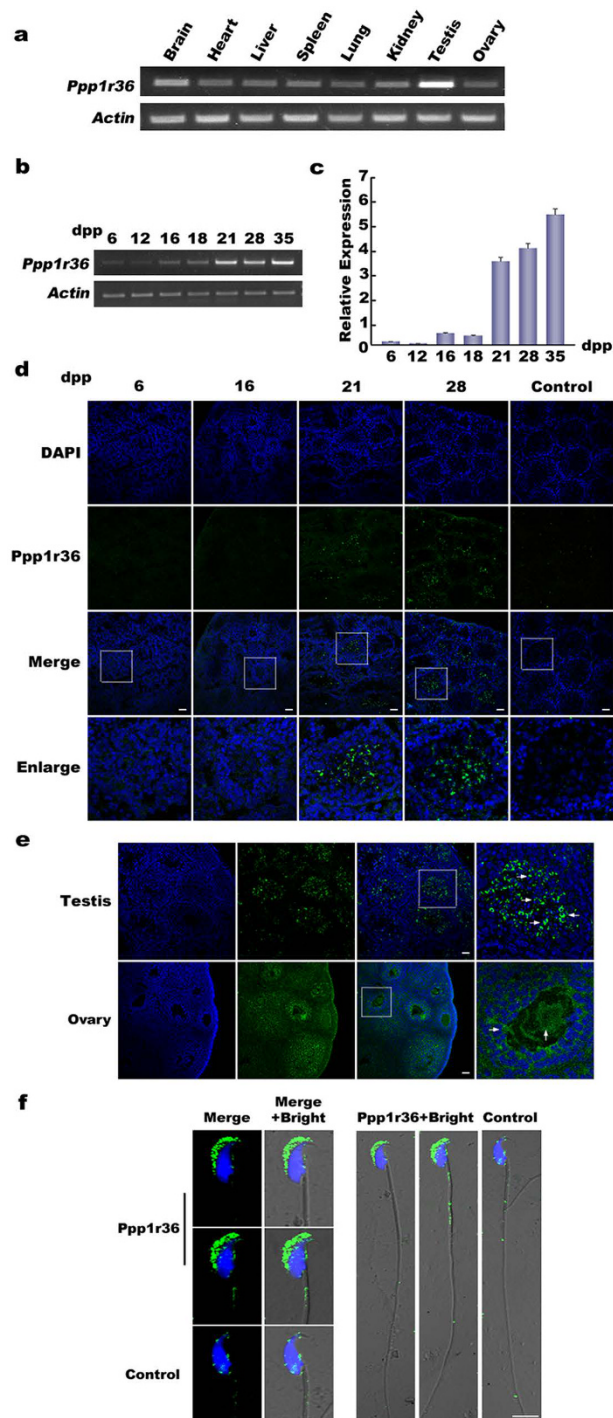 a
Brain Heart Liver Spleen Lung Kidney Testis Ovary
Ppp1r36
Actin
b
dpp 6 12 16 18 21 28 35
Ppp1r36
Actin
c
Relative Expression
7
6
5
4
3
2
1
0
6 12 16 18 21 28 35 dpp
d
dpp 6 16 21 28 Control
DAPI
Ppp1r36
Merge
Enlarge
e
Testis
Ovary
f
Merge Merge +Bright Ppp1r36+Bright Control
Ppp1r36
Control